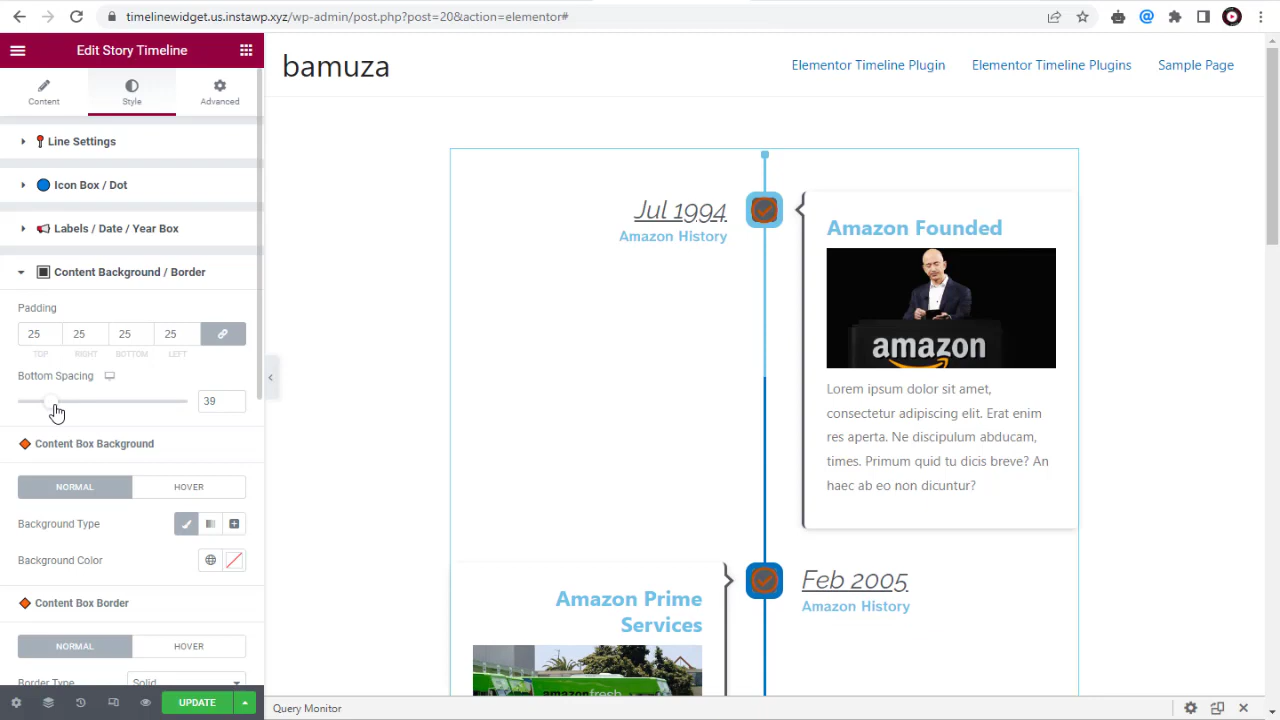 timelinewidget.us.instawp.xyz/wp-admin/post.php?post=20&action=elementor#
Edit Story Timeline
Content
Style
Advanced
Line Settings
Icon Box / Dot
Labels / Date / Year Box
Content Background / Border
Padding
25 25 25 25
TOP RIGHT BOTTOM LEFT
Bottom Spacing
39
Content Box Background
NORMAL HOVER
Background Type
Background Color
Content Box Border
NORMAL HOVER
Border Type Solid
UPDATE
bamuza
Elementor Timeline Plugin Elementor Timeline Plugins Sample Page
Jul 1994
Amazon History
Amazon Founded
amazon
Lorem ipsum dolor sit amet,
consectetur adipiscing elit. Erat enim
res aperta. Ne discipulum abducam,
times. Primum quid tu dicis breve? An
haec ab eo non dicuntur?
Feb 2005
Amazon History
Amazon Prime
Services
amazonfresh
Query Monitor